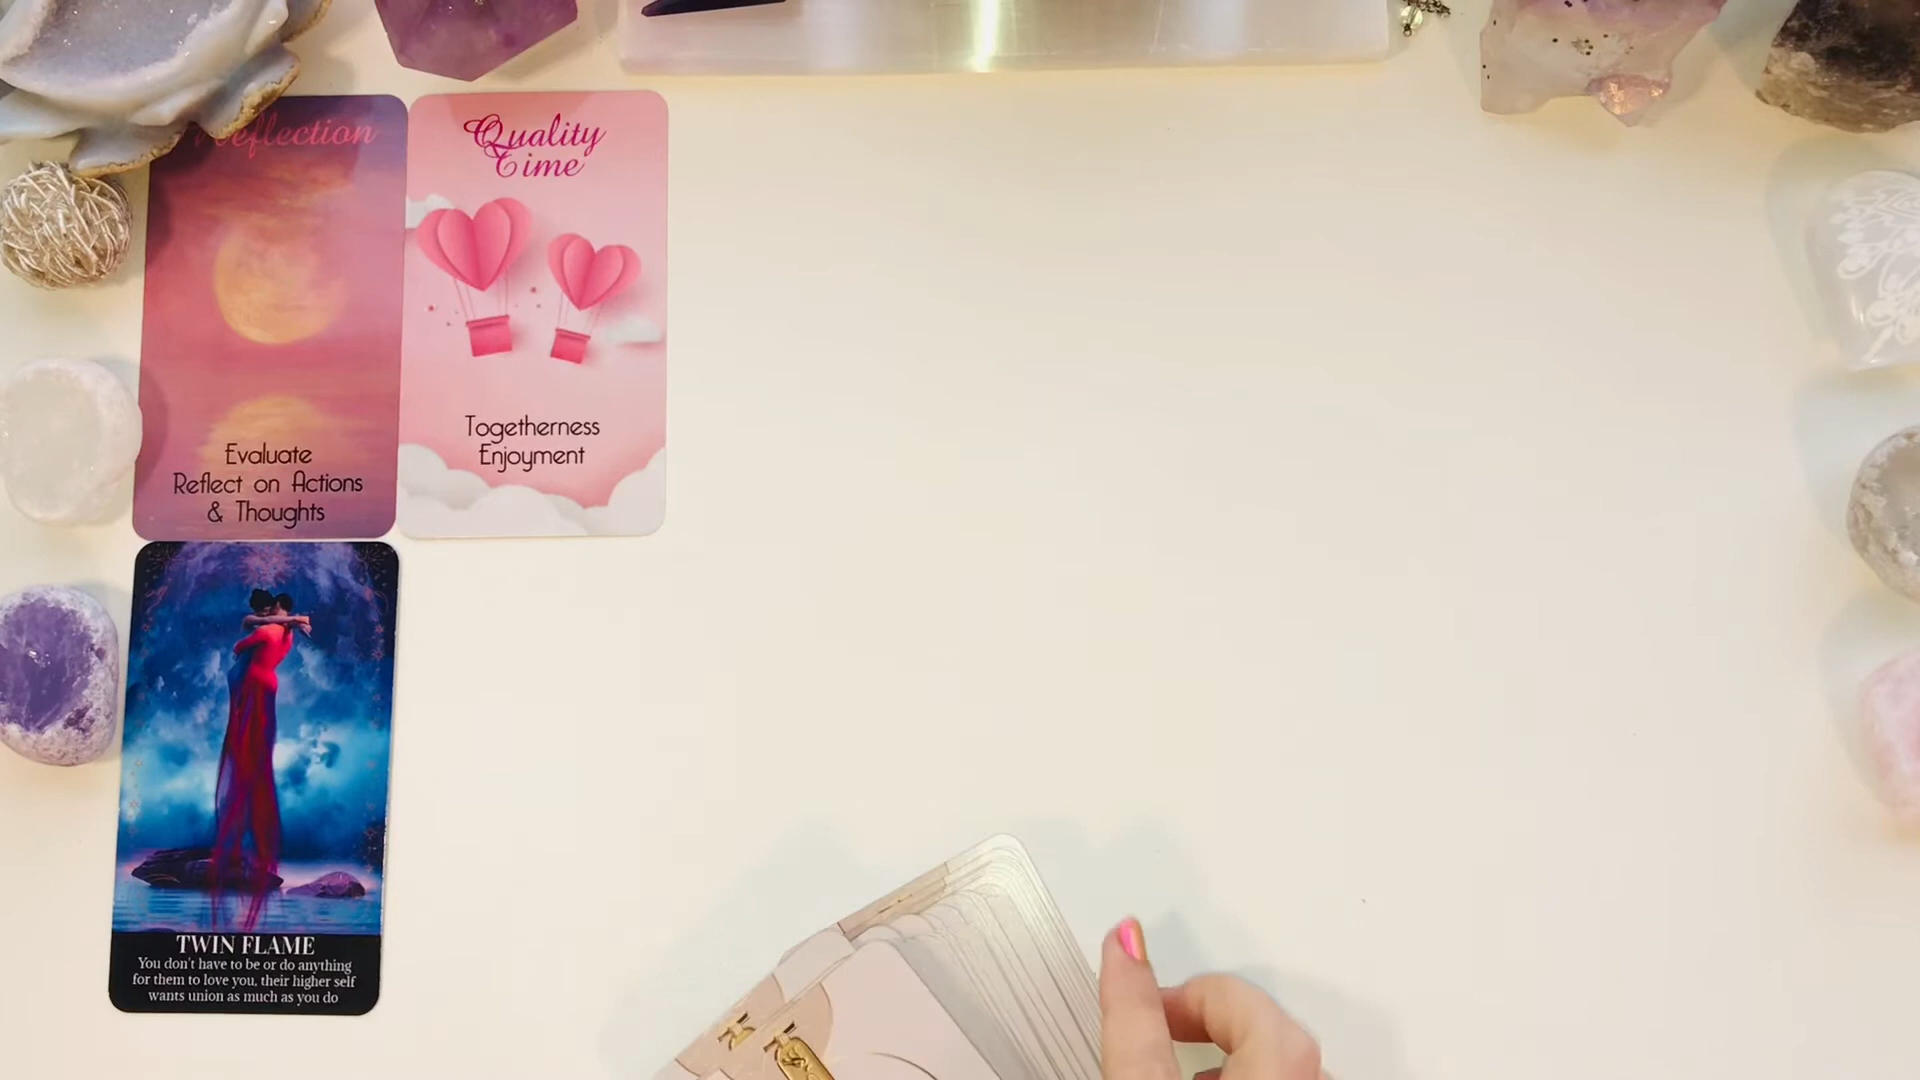 Reflection
Evaluate
Reflect on Actions
& Thoughts
Quality
Time
Togetherness
Enjoyment
TWIN FLAME
You don't have to be or do anything
for them to love you, their higher self
wants union as much as you do